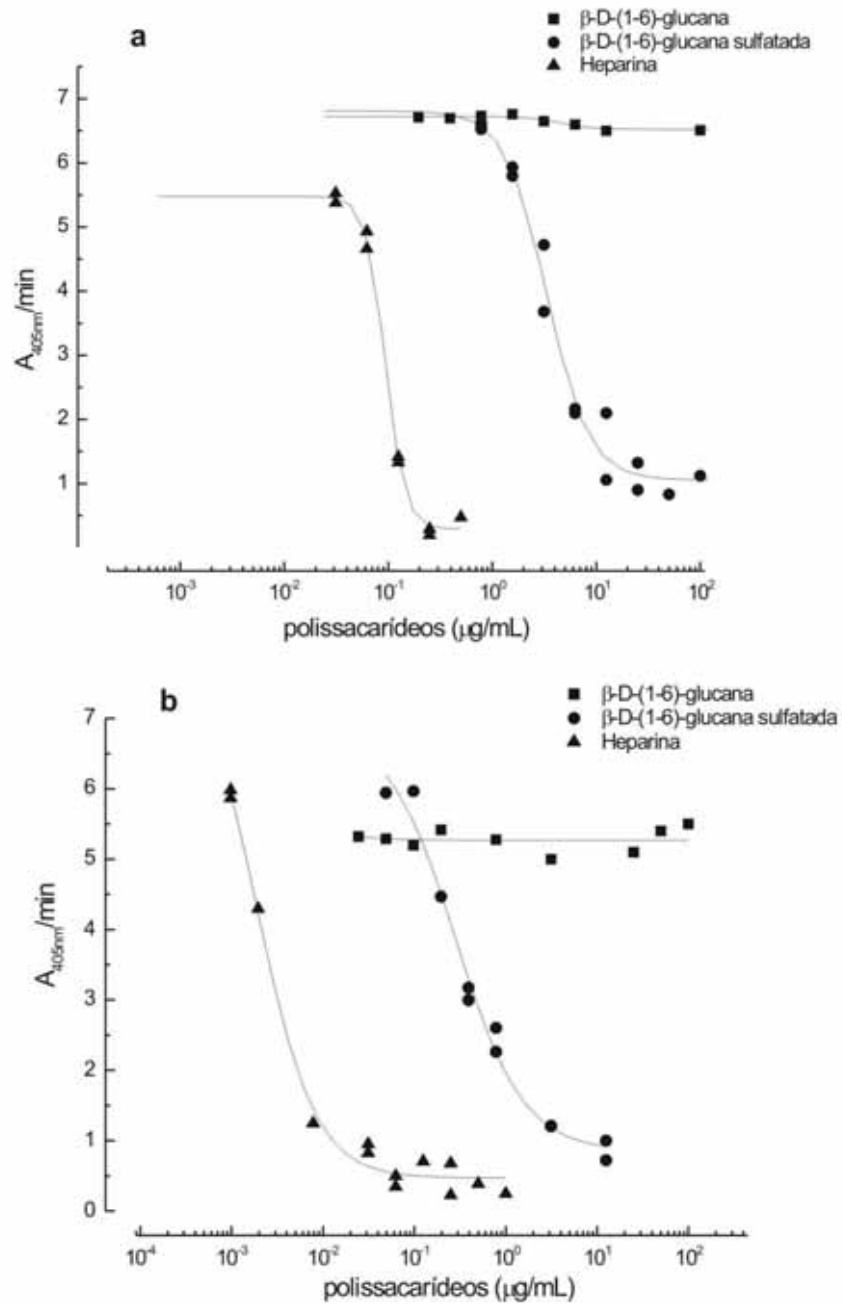 a
β-D-(1-6)-glucana
β-D-(1-6)-glucana sulfatada
Heparina
7
6
5
4
3
2
1
A405nm/min
10-3 10-2 10-1 100 101 102
polissacarídeos (μg/mL)
b
β-D-(1-6)-glucana
β-D-(1-6)-glucana sulfatada
Heparina
7
6
5
4
3
2
1
0
A405nm/min
10-4 10-3 10-2 10-1 100 101 102
polissacarídeos (μg/mL)